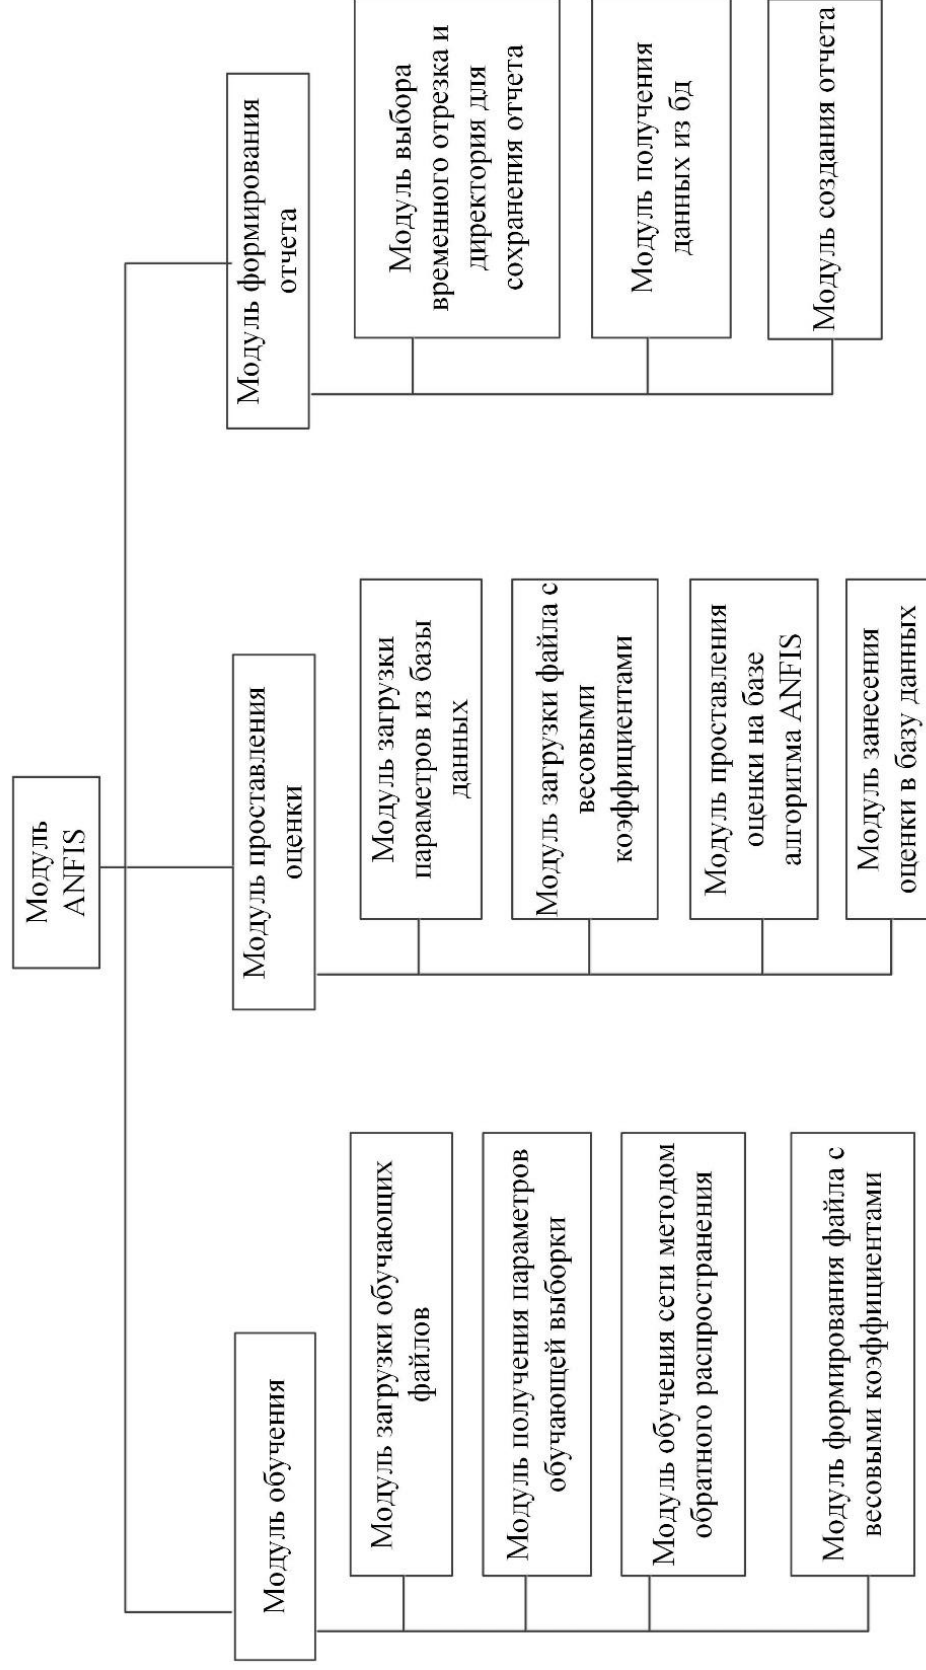 Модуль
ANFIS
Модуль обучения
Модуль загрузки обучающих
файлов
Модуль получения параметров
обучающей выборки
Модуль обучения сети методом
обратного распространения
Модуль формирования файла с
весовыми коэффициентами
Модуль проставления
оценки
Модуль загрузки
параметров из базы
данных
Модуль загрузки файла с
весовыми
коэффициентами
Модуль проставления
оценки на базе
алгоритма ANFIS
Модуль занесения
оценки в базу данных
Модуль формирования
отчета
Модуль выбора
временного отрезка и
директория для
сохранения отчета
Модуль получения
данных из бд
Модуль создания отчета